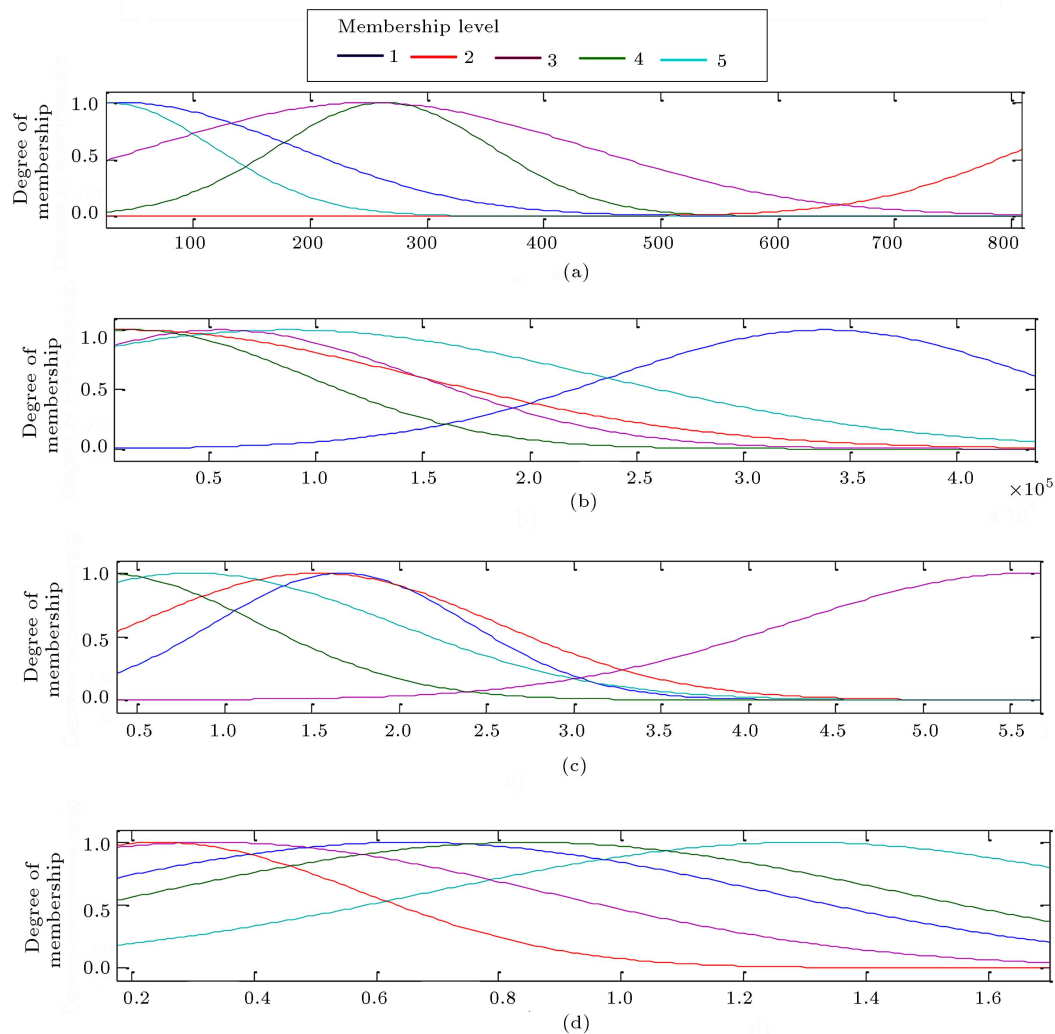 Membership level
1 2 3 4 5
Degree of
membership
1.0
0.5
0.0
100 200 300 400 500 600 700 800
(a)
Degree of
membership
1.0
0.5
0.0
0.5 1.0 1.5 2.0 2.5 3.0 3.5 4.0
×10⁵
(b)
Degree of
membership
1.0
0.5
0.0
0.5 1.0 1.5 2.0 2.5 3.0 3.5 4.0 4.5 5.0 5.5
(c)
Degree of
membership
1.0
0.5
0.0
0.2 0.4 0.6 0.8 1.0 1.2 1.4 1.6
(d)